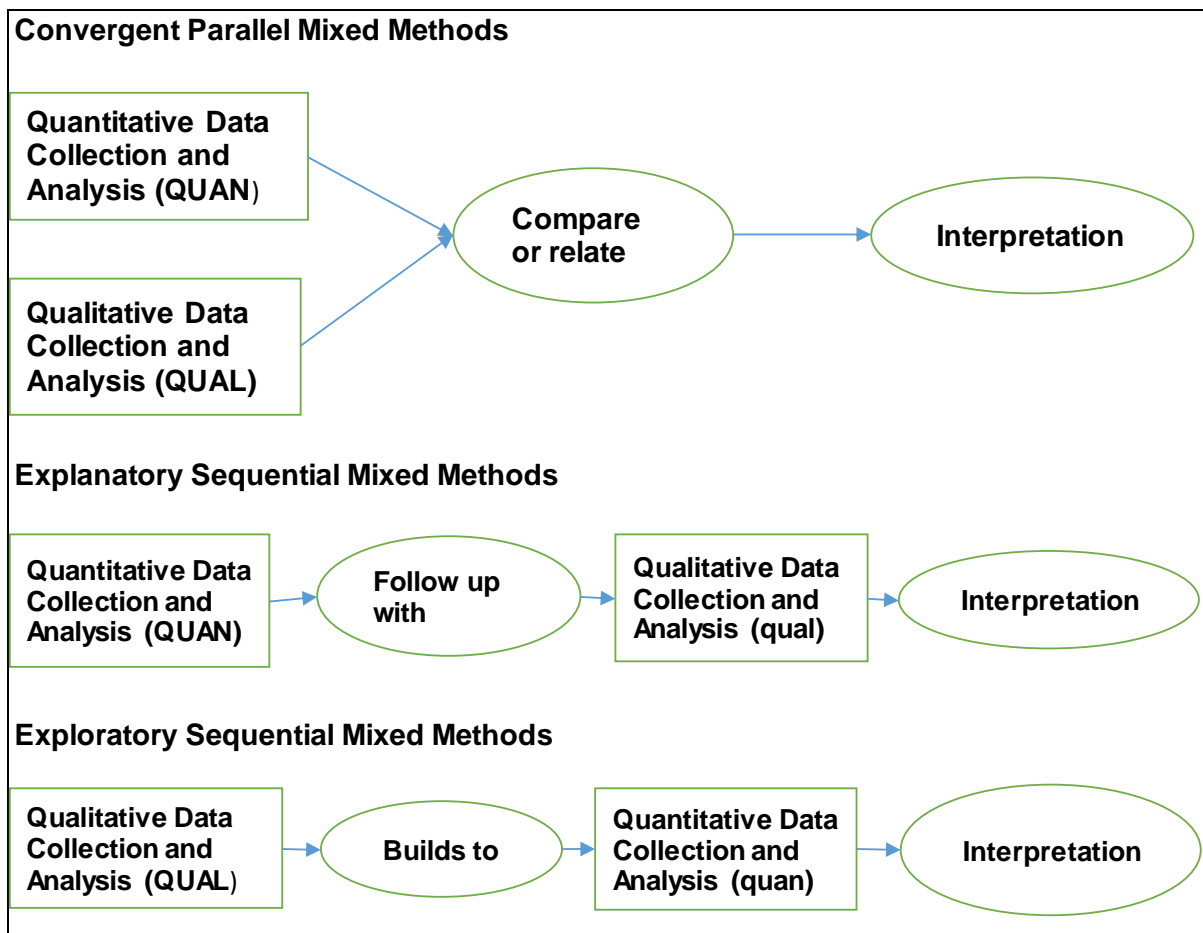 Convergent Parallel Mixed Methods
Quantitative Data
Collection and
Analysis (QUAN)
Compare
or relate
Interpretation
Qualitative Data
Collection and
Analysis (QUAL)
Explanatory Sequential Mixed Methods
Quantitative Data
Collection and
Analysis (QUAN)
Follow up
with
Qualitative Data
Collection and
Analysis (qual)
Interpretation
Exploratory Sequential Mixed Methods
Qualitative Data
Collection and
Analysis (QUAL)
Builds to
Quantitative Data
Collection and
Analysis (quan)
Interpretation